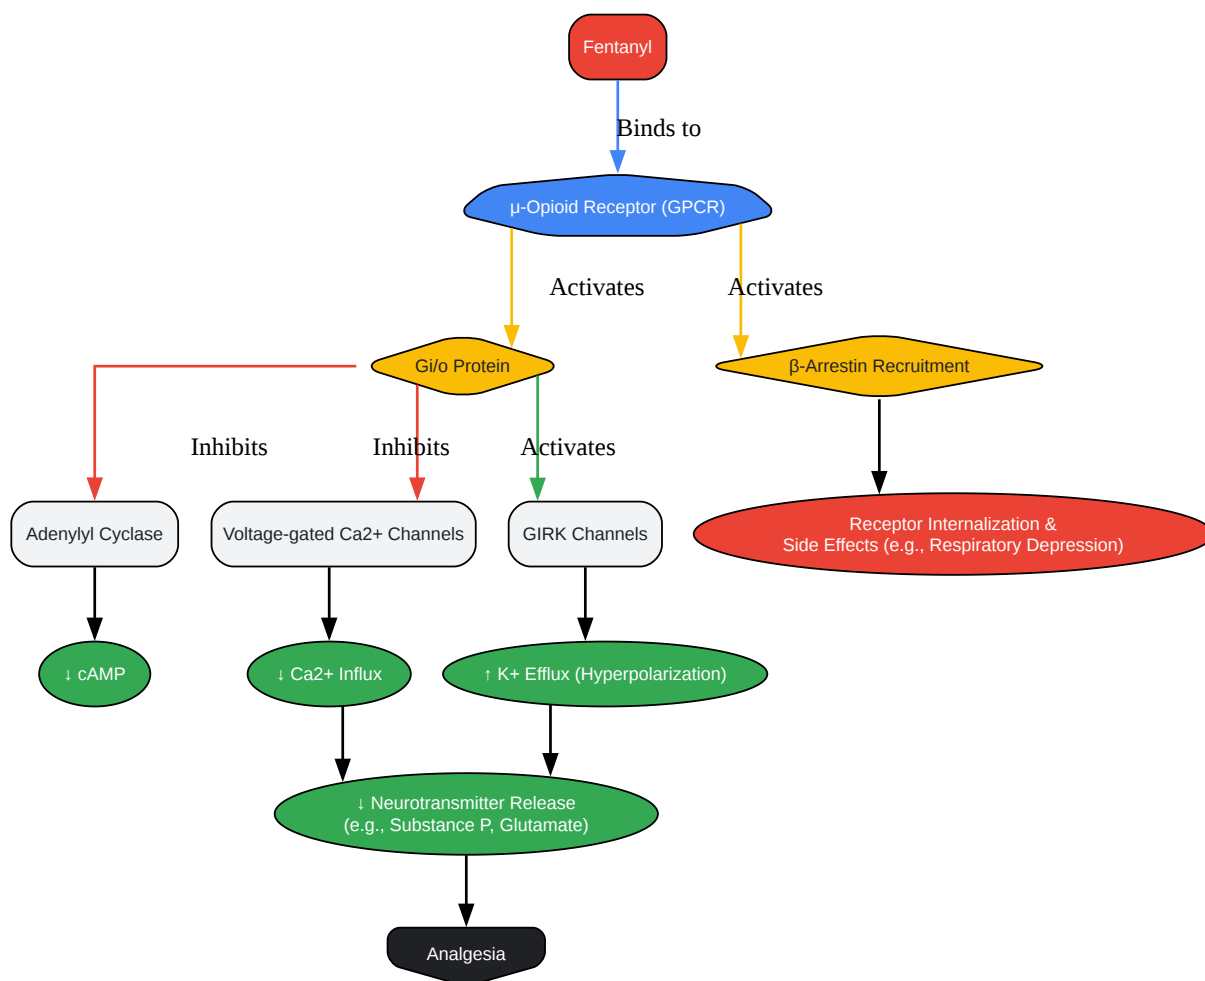 Fentanyl
Binds to
μ-Opioid Receptor (GPCR)
Activates
Activates
Gi/o Protein
β-Arrestin Recruitment
Inhibits
Inhibits
Activates
Adenylyl Cyclase
Voltage-gated Ca2+ Channels
GIRK Channels
Receptor Internalization &
Side Effects (e.g., Respiratory Depression)
↓ cAMP
↓ Ca2+ Influx
↑ K+ Efflux (Hyperpolarization)
↓ Neurotransmitter Release
(e.g., Substance P, Glutamate)
Analgesia